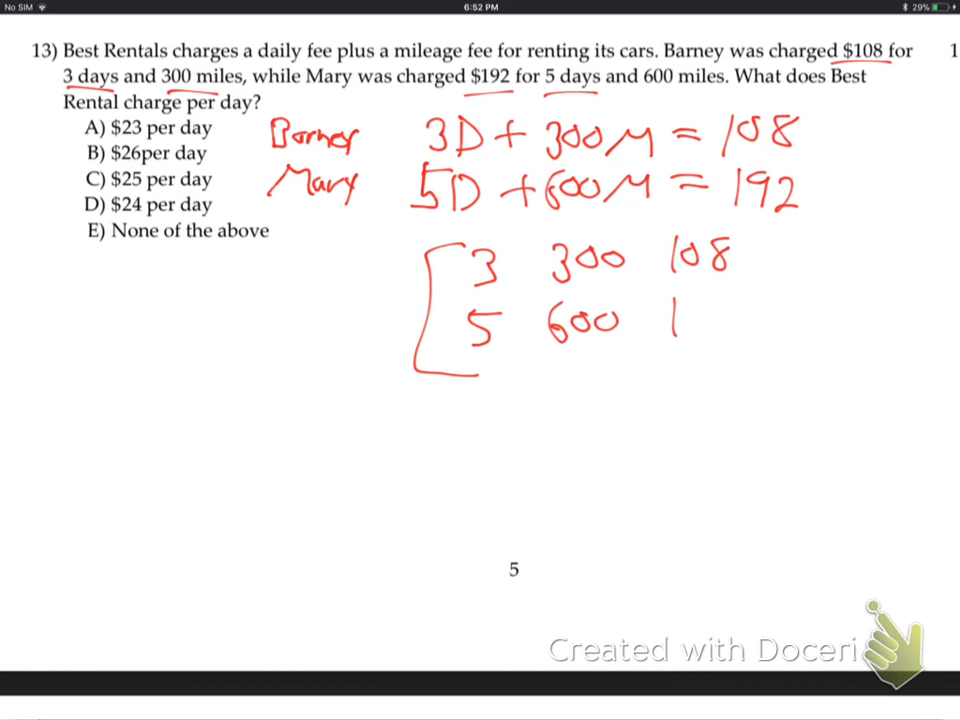 No SIM 6:52 PM 29%
13) Best Rentals charges a daily fee plus a mileage fee for renting its cars. Barney was charged $108 for 1
3 days and 300 miles, while Mary was charged $192 for 5 days and 600 miles. What does Best
Rental charge per day?
A) $23 per day
B) $26per day
C) $25 per day
D) $24 per day
E) None of the above
Barney 3D + 300M = 108
Mary 5D + 600M = 192
3 300 108
5 600 1
5
Created with Doceri